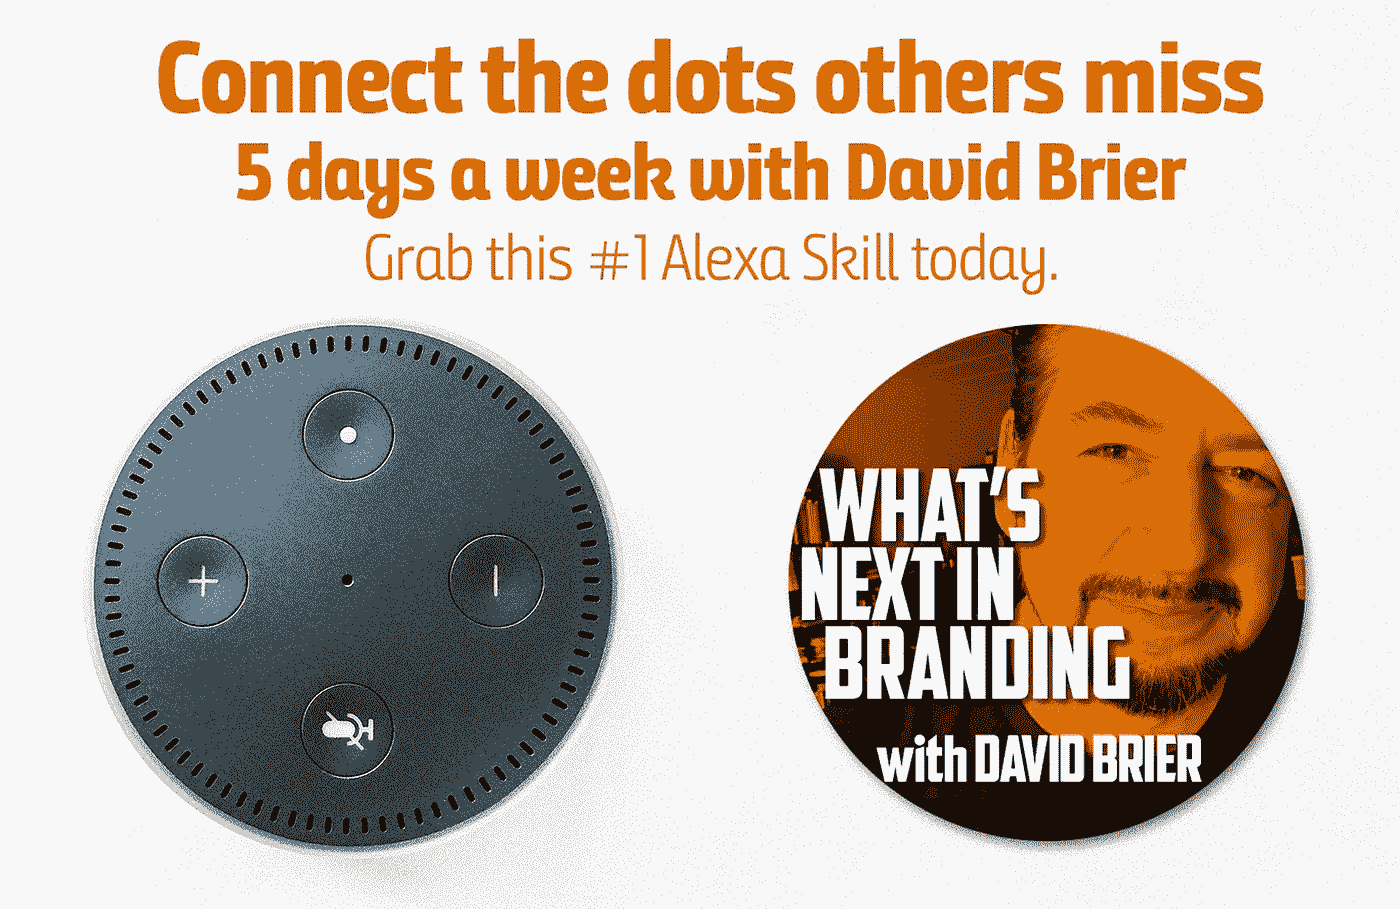 Connect the dots others miss
5 days a week with David Brier
Grab this #1 Alexa Skill today.
WHAT'S
NEXT IN
BRANDING
with DAVID BRIER